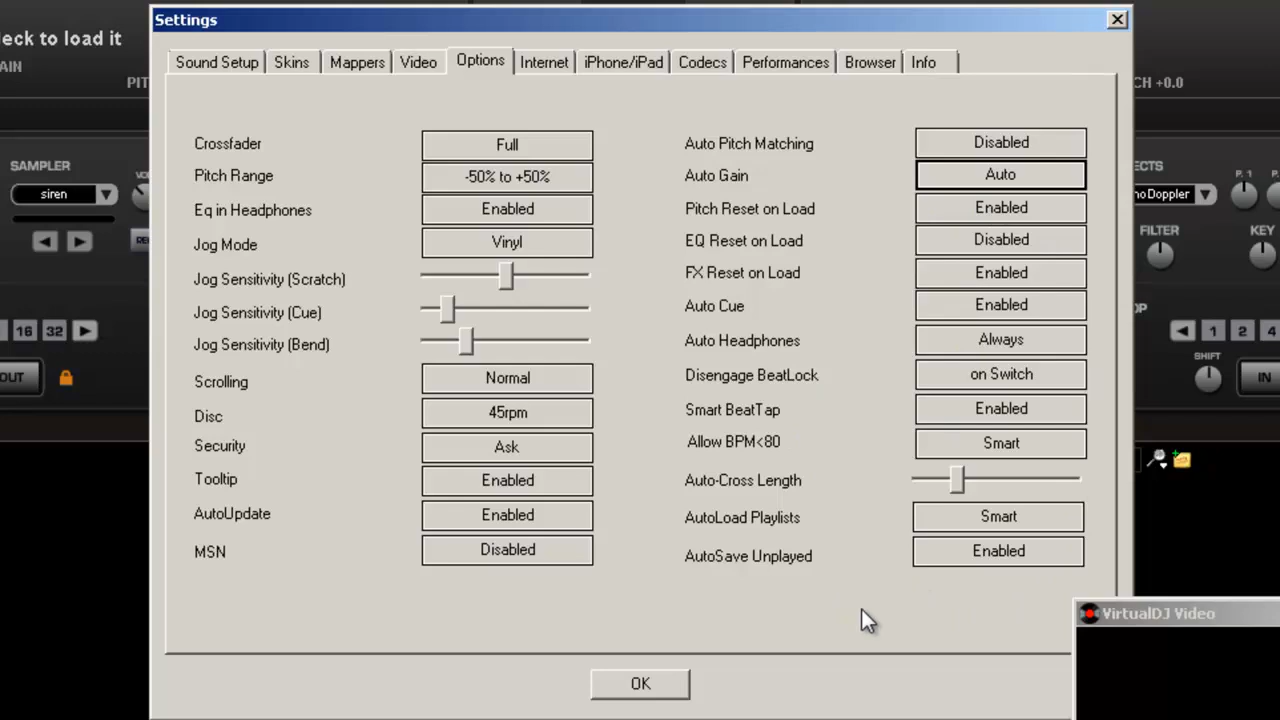 Settings
eck to load it
AIN
PIT
CH +0.0
Sound Setup
Skins
Mappers
Video
Options
Internet
iPhone/iPad
Codecs
Performances
Browser
Info
Crossfader Full
Pitch Range -50% to +50%
Eq in Headphones Enabled
Jog Mode Vinyl
Jog Sensitivity (Scratch)
Jog Sensitivity (Cue)
Jog Sensitivity (Bend)
Scrolling Normal
Disc 45rpm
Security Ask
Tooltip Enabled
AutoUpdate Enabled
MSN Disabled
Auto Pitch Matching Disabled
Auto Gain Auto
Pitch Reset on Load Enabled
EQ Reset on Load Disabled
FX Reset on Load Enabled
Auto Cue Enabled
Auto Headphones Always
Disengage BeatLock on Switch
Smart BeatTap Enabled
Allow BPM<80 Smart
Auto-Cross Length
AutoLoad Playlists Smart
AutoSave Unplayed Enabled
OK
SAMPLER
VO
siren
REC
16 32
OUT
ECTS
P. 1
P.
noDoppler
FILTER
KEY
OP
1 2 4
SHIFT
IN
VirtualDJ Video